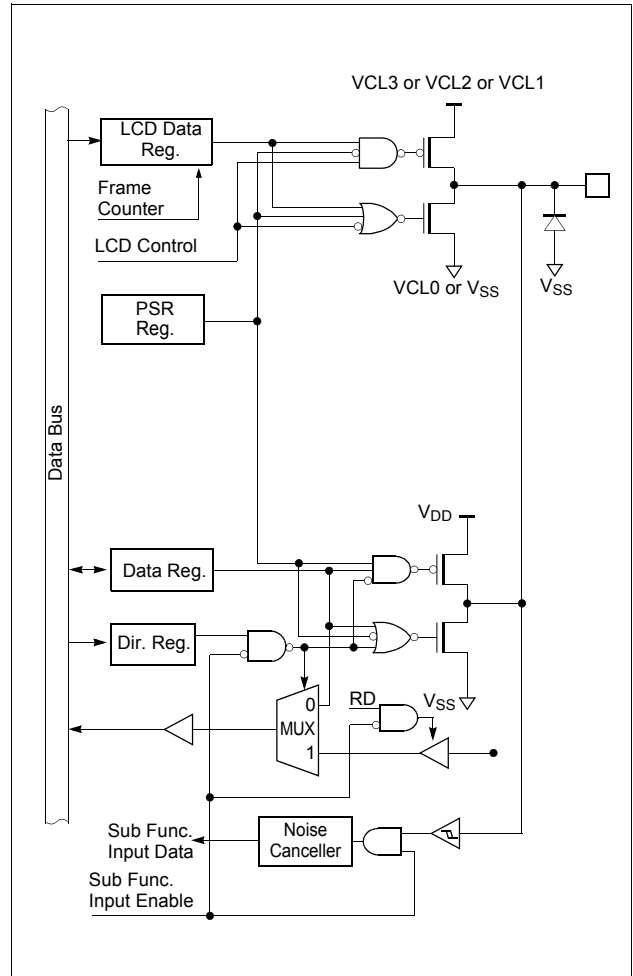 VCL3 or VCL2 or VCL1
LCD Data
Reg.
Frame
Counter
LCD Control
VCL0 or VSS
VSS
PSR
Reg.
Data Bus
VDD
Data Reg.
Dir. Reg.
RD
VSS
0
MUX
1
Sub Func.
Input Data
Noise
Canceller
Sub Func.
Input Enable